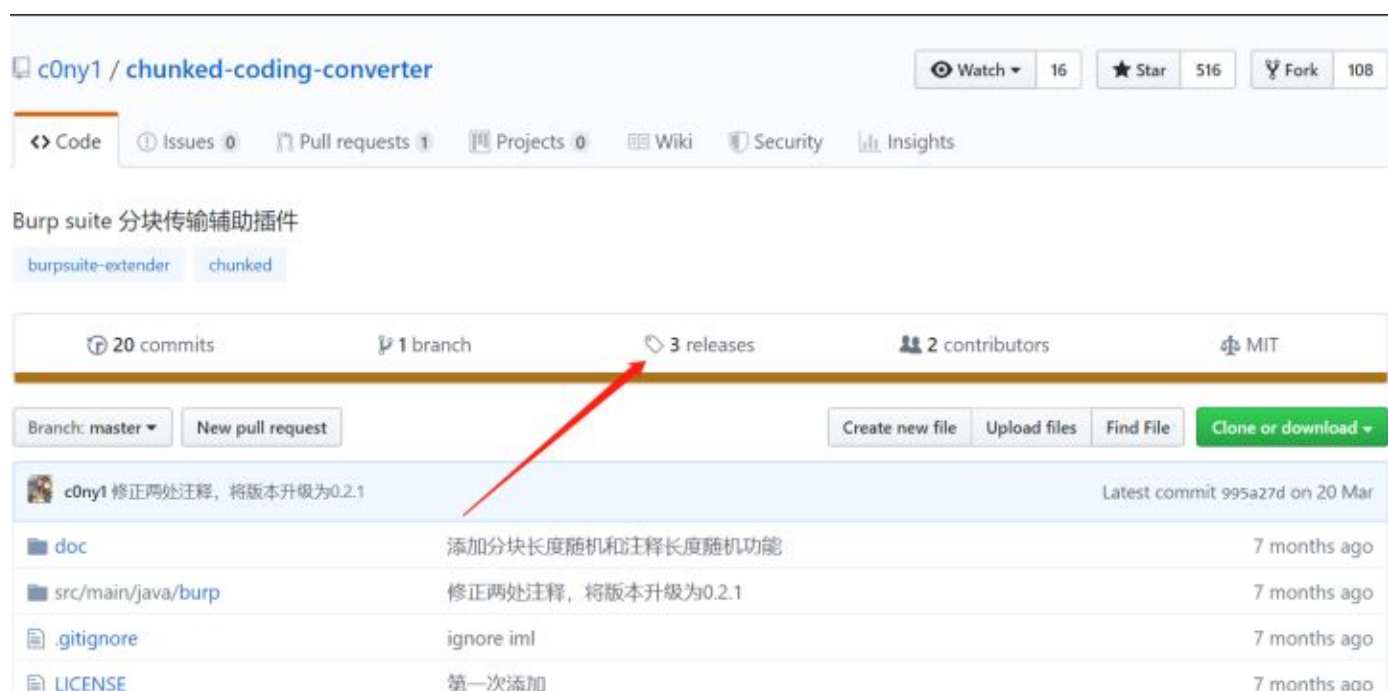 c0ny1 / chunked-coding-converter Watch 16 Star 516 Fork 108
Code Issues 0 Pull requests 1 Projects 0 Wiki Security Insights
Burp suite 分块传输辅助插件
burpsuite-extender chunked
20 commits 1 branch 3 releases 2 contributors MIT
Branch: master New pull request Create new file Upload files Find File Clone or download
c0ny1 修正两处注释，将版本升级为0.2.1 Latest commit 995a27d on 20 Mar
doc 添加分块长度随机和注释长度随机功能 7 months ago
src/main/java/burp 修正两处注释，将版本升级为0.2.1 7 months ago
.gitignore ignore iml 7 months ago
LICENSE 第一次添加 7 months ago